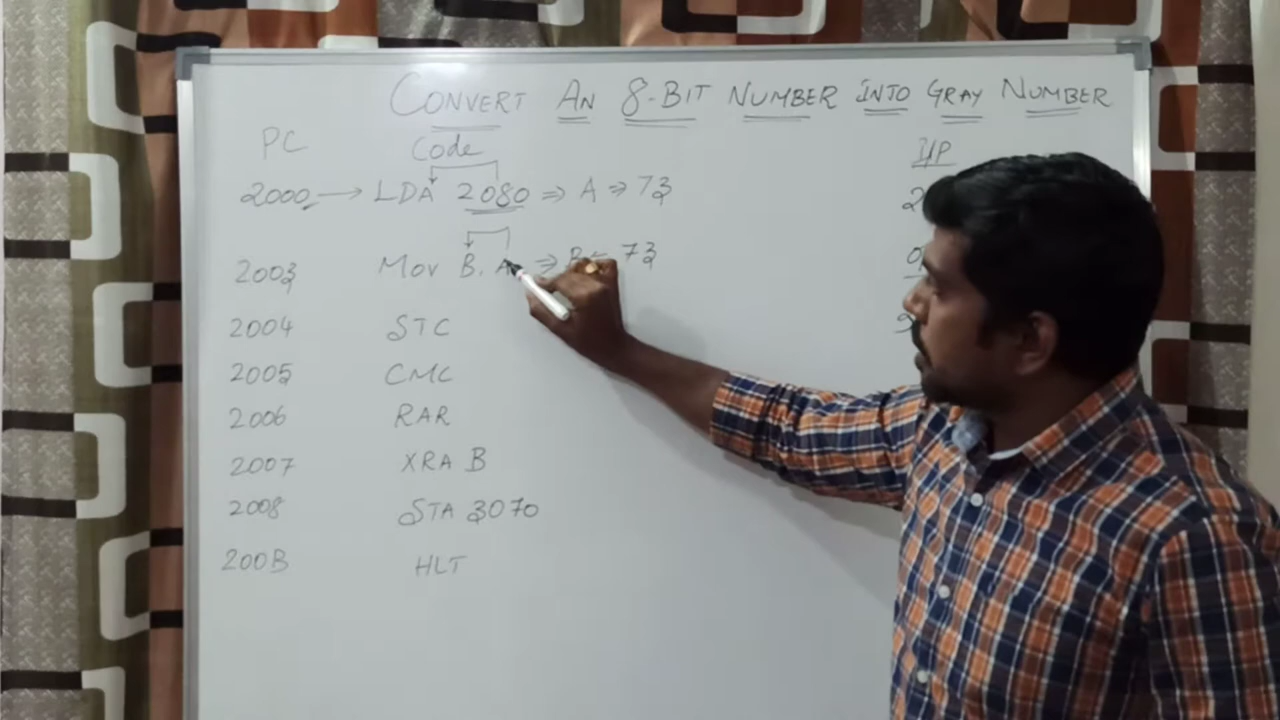 CONVERT AN 8-BIT NUMBER INTO GRAY NUMBER
PC Code I/P
2000 → LDA 2080 ⇒ A ⇒ 73
2003 MOV B, A ⇒ B ⇐ 73
2004 STC
2005 CMC
2006 RAR
2007 XRA B
2008 STA 3070
200B HLT